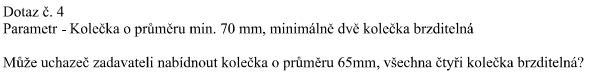 Dotaz č. 4
Parametr - Kolečka o průměru min. 70 mm, minimálně dvě kolečka brzditelná
Může uchazeč zadavateli nabídnout kolečka o průměru 65mm, všechna čtyři kolečka brzditelná?